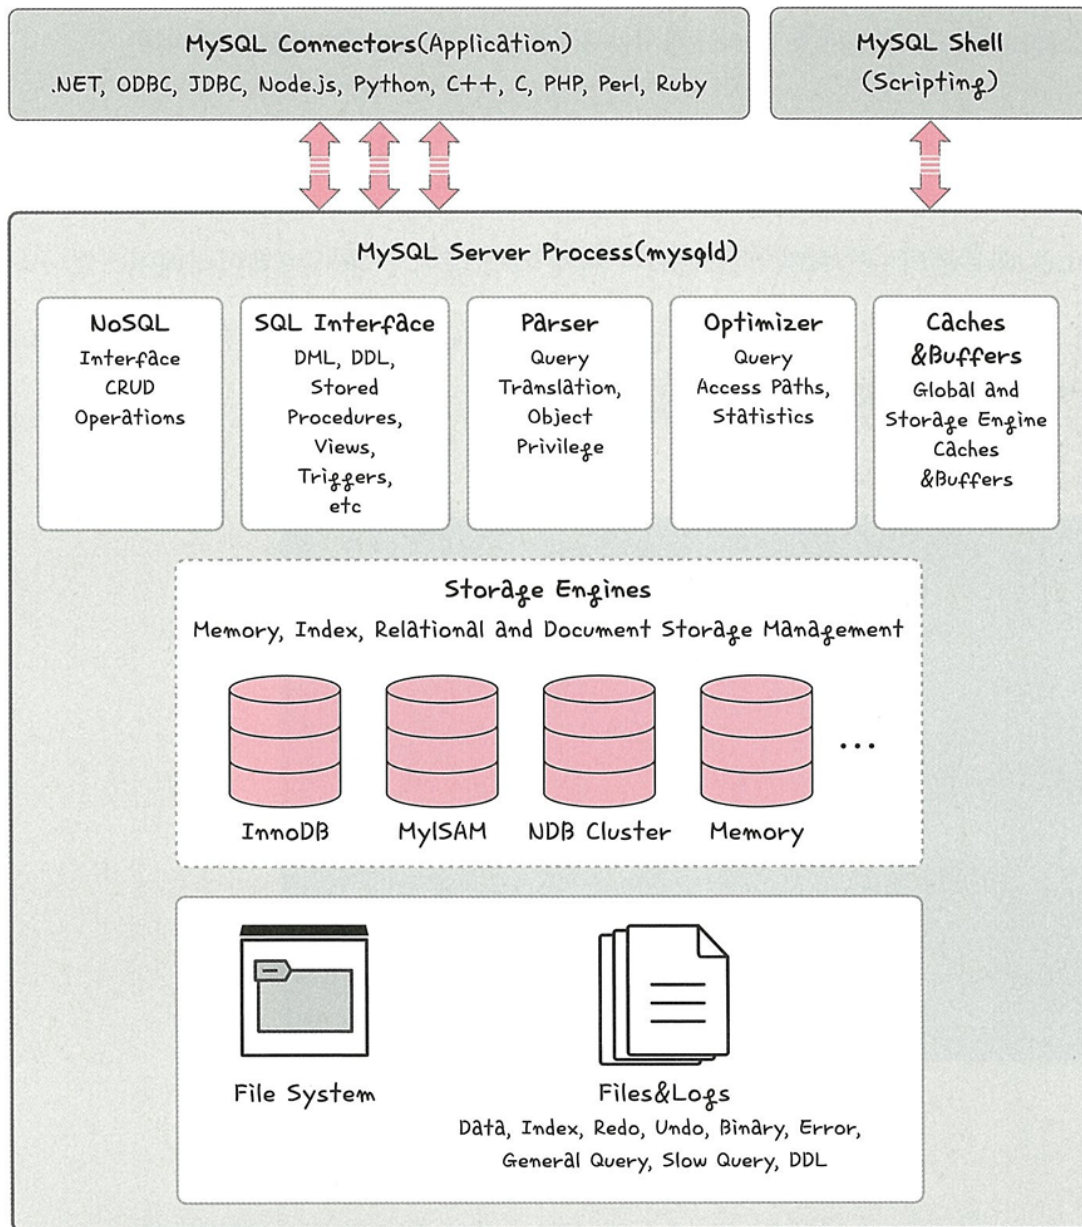 MySQL Connectors(Application)
.NET, ODBC, JDBC, Node.js, Python, C++, C, PHP, Perl, Ruby
MySQL Shell
(Scripting)
MySQL Server Process(mysqld)
NoSQL
Interface
CRUD
Operations
SQL Interface
DML, DDL,
Stored
Procedures,
Views,
Triggers,
etc
Parser
Query
Translation,
Object
Privilege
Optimizer
Query
Access Paths,
Statistics
Caches
&Buffers
Global and
Storage Engine
Caches
&Buffers
Storage Engines
Memory, Index, Relational and Document Storage Management
InnoDB
MyISAM
NDB Cluster
Memory
...
File System
Files&Logs
Data, Index, Redo, Undo, Binary, Error,
General Query, Slow Query, DDL